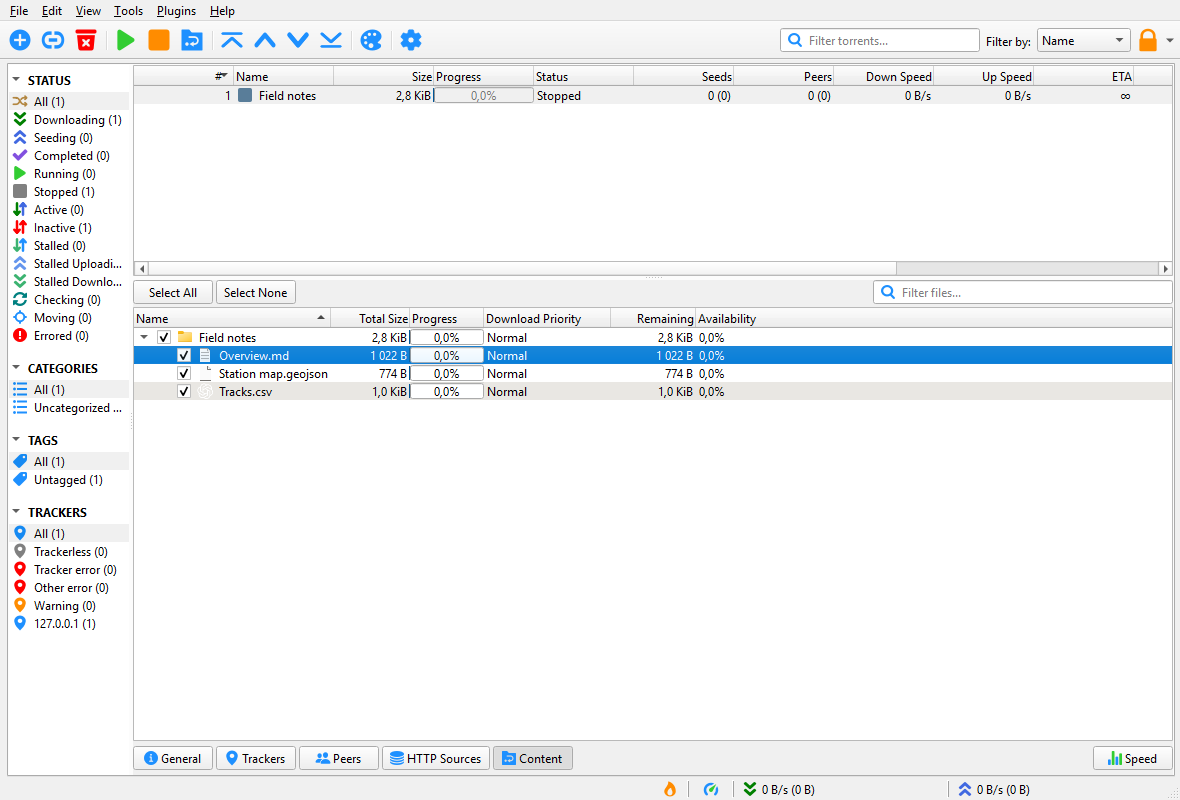 File Edit View Tools Plugins Help
Filter torrents... Filter by: Name
STATUS
All (1)
Downloading (1)
Seeding (0)
Completed (0)
Running (0)
Stopped (1)
Active (0)
Inactive (1)
Stalled (0)
Stalled Uploadi...
Stalled Downlo...
Checking (0)
Moving (0)
Errored (0)
CATEGORIES
All (1)
Uncategorized ...
TAGS
All (1)
Untagged (1)
TRACKERS
All (1)
Trackerless (0)
Tracker error (0)
Other error (0)
Warning (0)
127.0.0.1 (1)
# Name Size Progress Status Seeds Peers Down Speed Up Speed ETA
1 Field notes 2,8 KiB 0,0% Stopped 0 (0) 0 (0) 0 B/s 0 B/s ∞
Select All Select None Filter files...
Name Total Size Progress Download Priority Remaining Availability
Field notes 2,8 KiB 0,0% Normal 2,8 KiB 0,0%
Overview.md 1 022 B 0,0% Normal 1 022 B 0,0%
Station map.geojson 774 B 0,0% Normal 774 B 0,0%
Tracks.csv 1,0 KiB 0,0% Normal 1,0 KiB 0,0%
General Trackers Peers HTTP Sources Content Speed
0 B/s (0 B) 0 B/s (0 B)